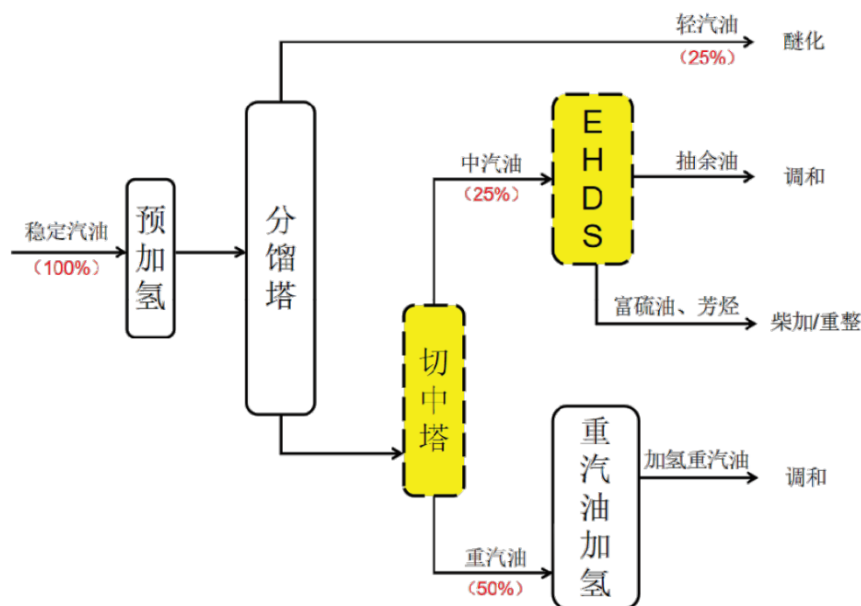 轻汽油
(25%)
醚化
EHDS
中汽油
(25%)
抽余油
调和
预加氢
分馏塔
稳定汽油
(100%)
富硫油、芳烃
柴加/重整
切中塔
重汽油加氢
加氢重汽油
调和
重汽油
(50%)